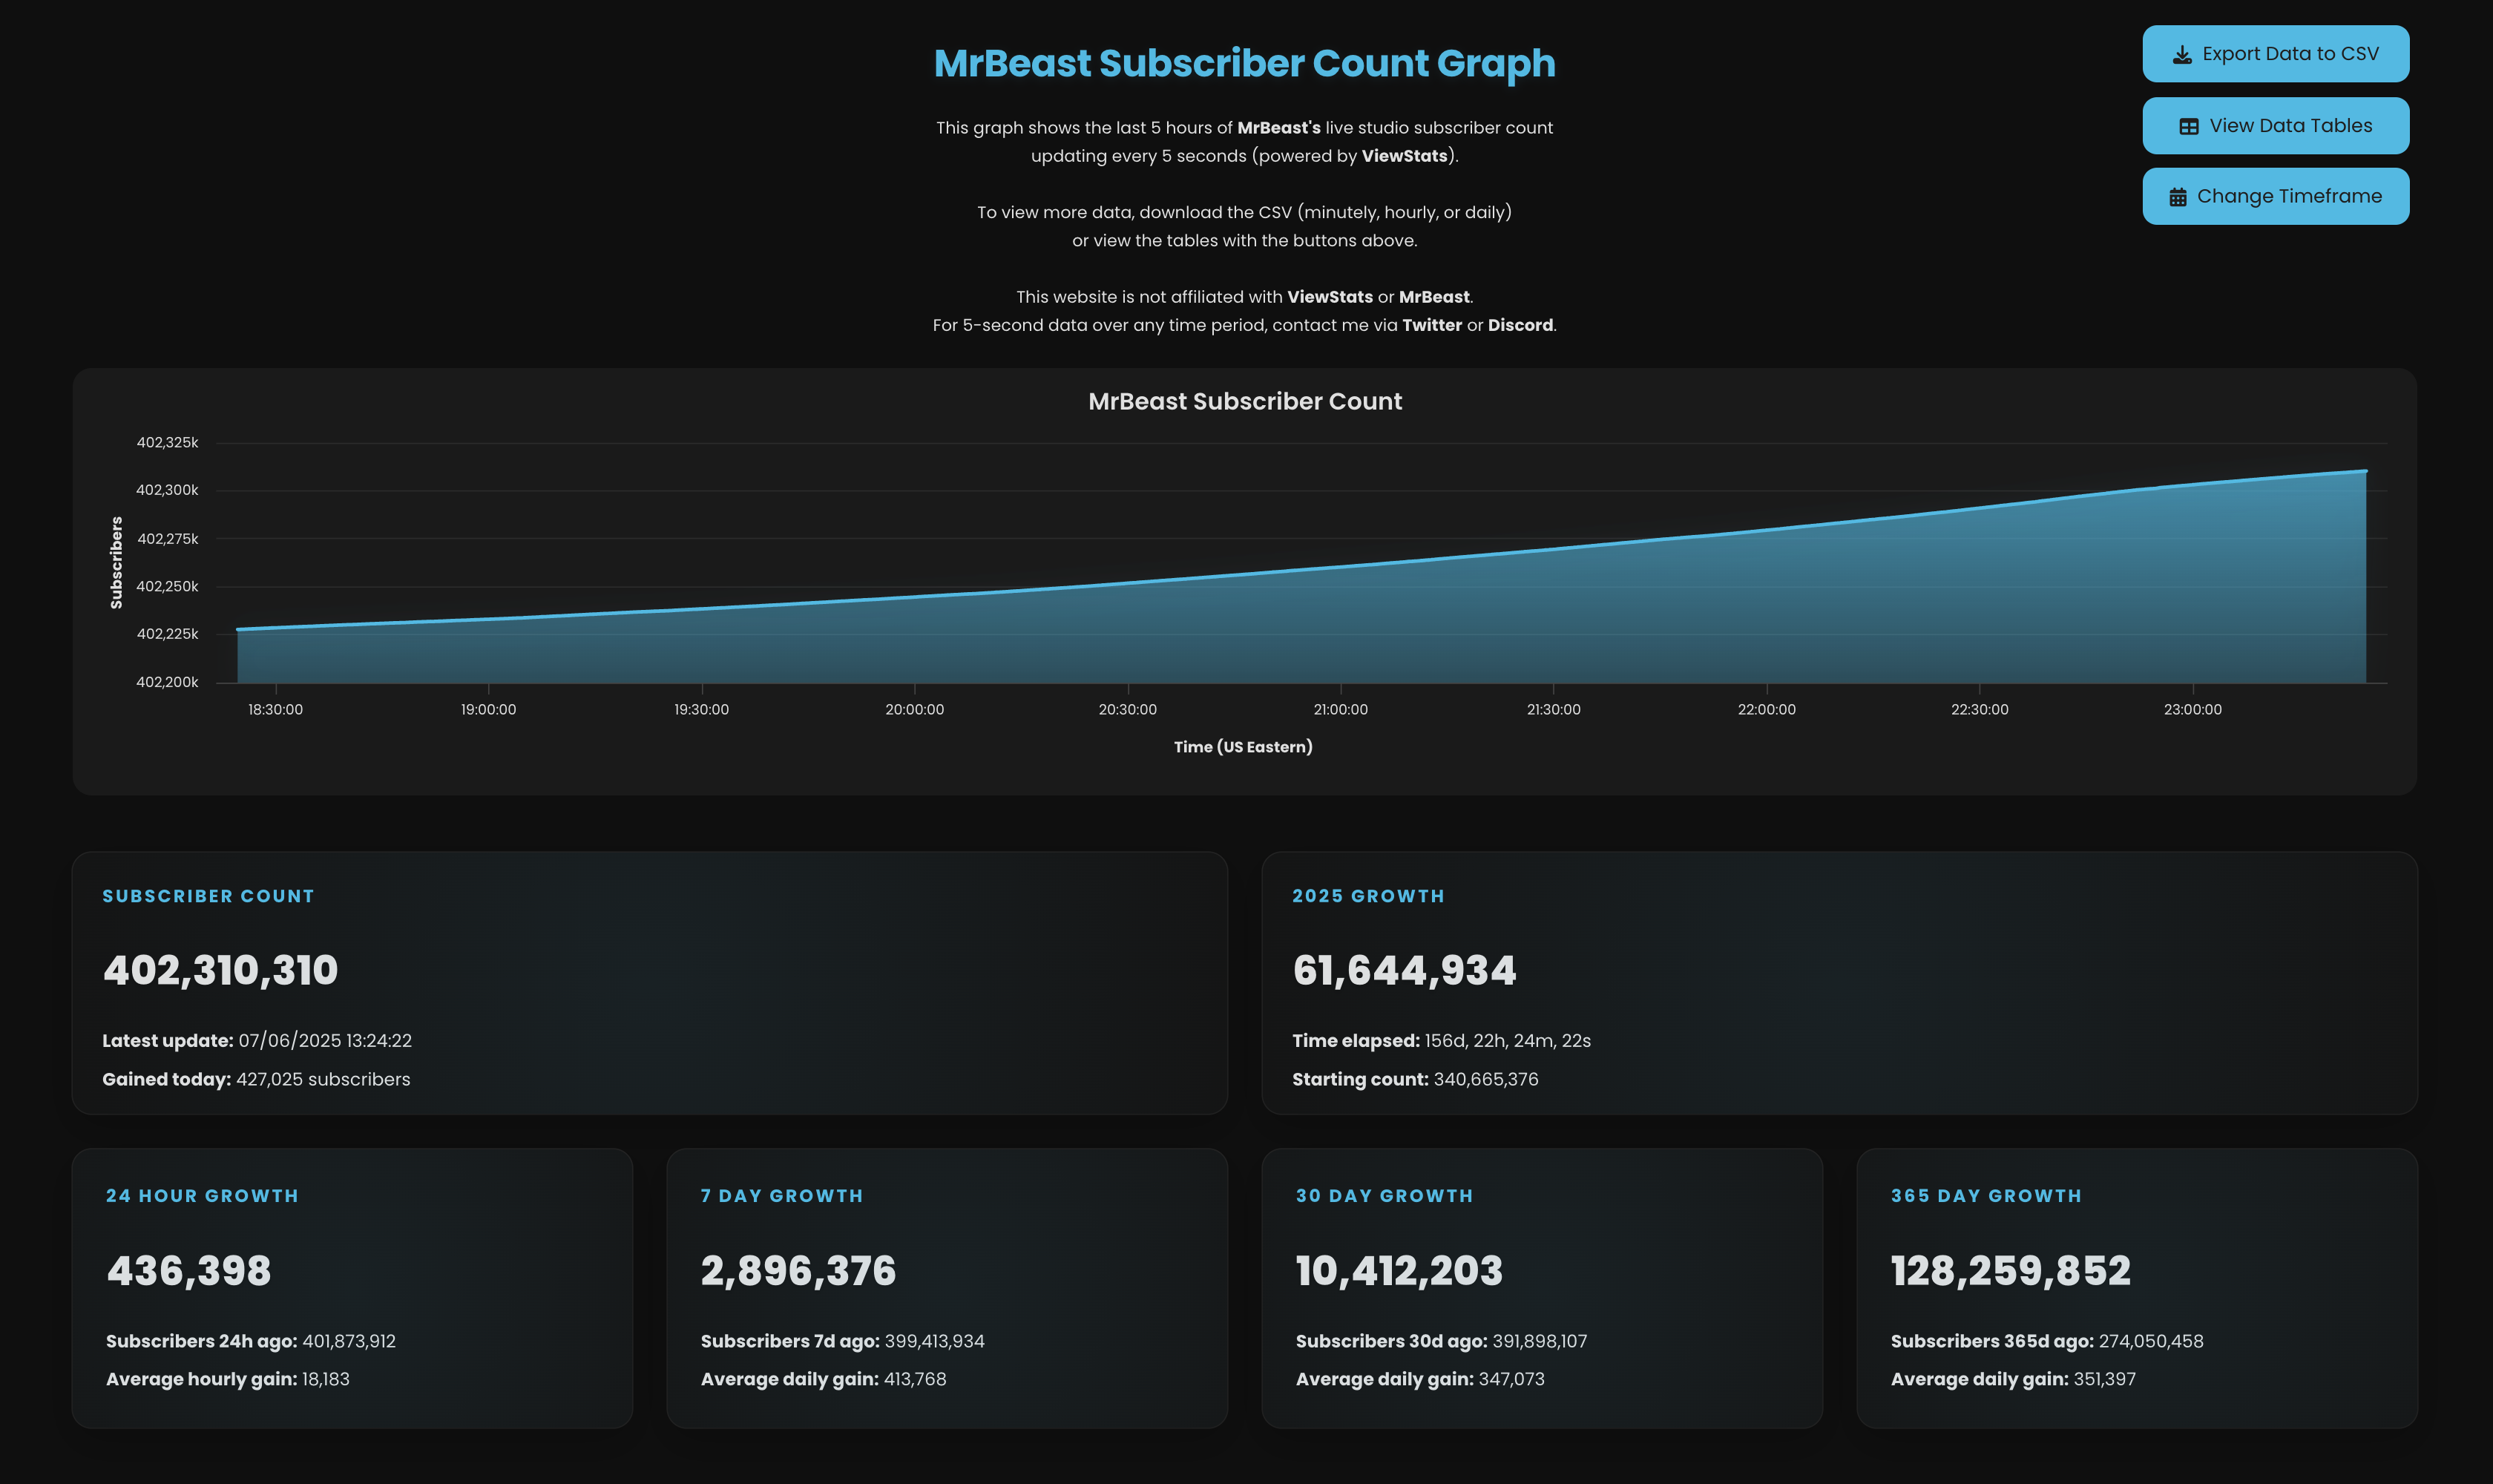 MrBeast Subscriber Count Graph
Export Data to CSV
View Data Tables
Change Timeframe
This graph shows the last 5 hours of MrBeast's live studio subscriber count
updating every 5 seconds (powered by ViewStats).
To view more data, download the CSV (minutely, hourly, or daily)
or view the tables with the buttons above.
This website is not affiliated with ViewStats or MrBeast.
For 5-second data over any time period, contact me via Twitter or Discord.
MrBeast Subscriber Count
Subscribers
402,325k
402,300k
402,275k
402,250k
402,225k
402,200k
18:30:00 19:00:00 19:30:00 20:00:00 20:30:00 21:00:00 21:30:00 22:00:00 22:30:00 23:00:00
Time (US Eastern)
SUBSCRIBER COUNT
402,310,310
Latest update: 07/06/2025 13:24:22
Gained today: 427,025 subscribers
2025 GROWTH
61,644,934
Time elapsed: 156d, 22h, 24m, 22s
Starting count: 340,665,376
24 HOUR GROWTH
436,398
Subscribers 24h ago: 401,873,912
Average hourly gain: 18,183
7 DAY GROWTH
2,896,376
Subscribers 7d ago: 399,413,934
Average daily gain: 413,768
30 DAY GROWTH
10,412,203
Subscribers 30d ago: 391,898,107
Average daily gain: 347,073
365 DAY GROWTH
128,259,852
Subscribers 365d ago: 274,050,458
Average daily gain: 351,397